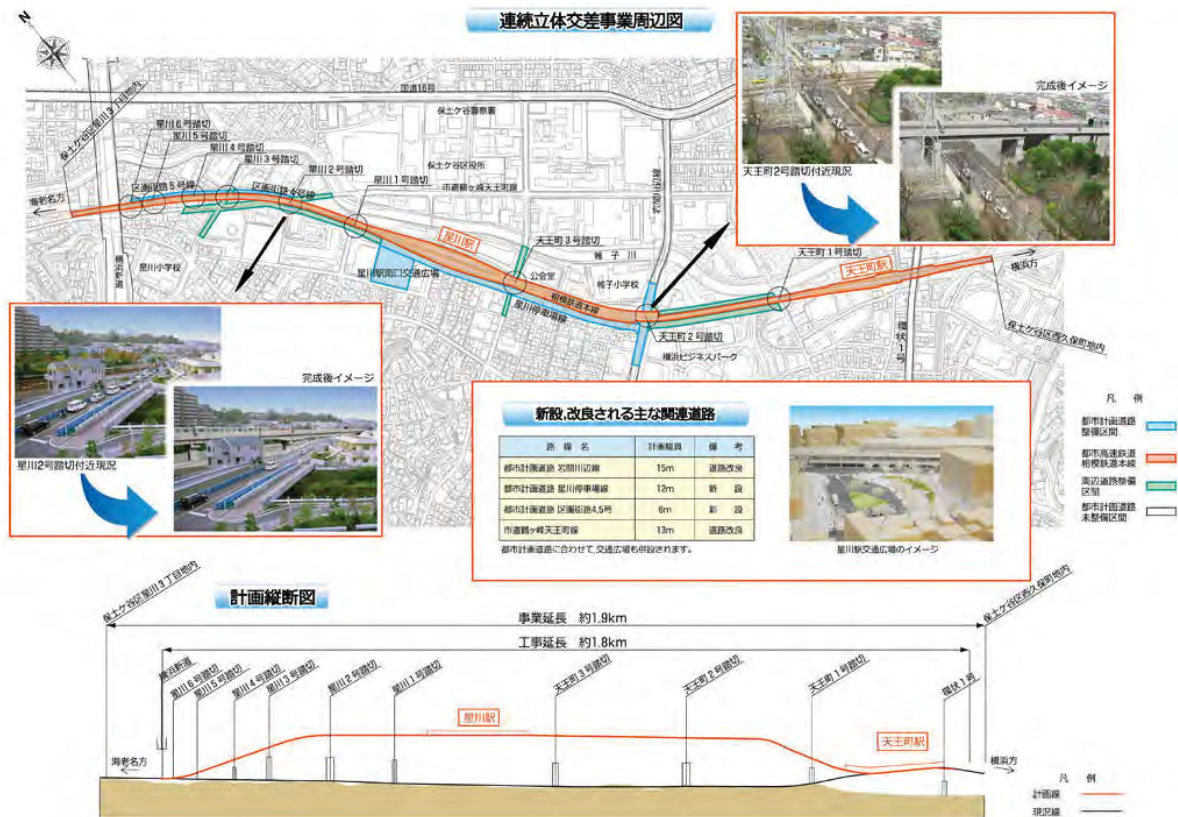 連続立体交差事業周辺図
N
保土ケ谷区星川3丁目地内
星川6号踏切
星川5号踏切
星川4号踏切
星川3号踏切
星川2号踏切
星川1号踏切
国道16号
保土ケ谷警察署
保土ケ谷区役所
市道鶴ヶ峰天王町線
区画街路5号線
区画街路4号線
海老名方
横浜新道
星川小学校
星川駅
星川駅南口交通広場
天王町3号踏切
帷子川
公会堂
帷子小学校
相模鉄道本線
星川停車場線
岩間川辺線
天王町2号踏切
横浜ビジネスパーク
天王町1号踏切
天王町駅
横浜方
環状1号
保土ケ谷区西久保町地内
完成後イメージ
天王町2号踏切付近現況
完成後イメージ
星川2号踏切付近現況
新設,改良される主な関連道路
路線名 計画幅員 備考
都市計画道路 岩間川辺線 15m 道路改良
都市計画道路 星川停車場線 12m 新設
都市計画道路 区画街路4,5号 6m 新設
市道鶴ヶ峰天王町線 13m 道路改良
都市計画道路に合わせて,交通広場も併設されます。
星川駅交通広場のイメージ
凡例
都市計画道路
整備区間
都市高速鉄道
相模鉄道本線
周辺道路整備
区間
都市計画道路
未整備区間
計画縦断図
保土ケ谷区星川3丁目地内
保土ケ谷区西久保町地内
事業延長 約1.9km
工事延長 約1.8km
横浜新道
星川6号踏切
星川5号踏切
星川4号踏切
星川3号踏切
星川2号踏切
星川1号踏切
天王町3号踏切
天王町2号踏切
天王町1号踏切
環状1号
星川駅
天王町駅
海老名方
横浜方
凡例
計画線
現況線